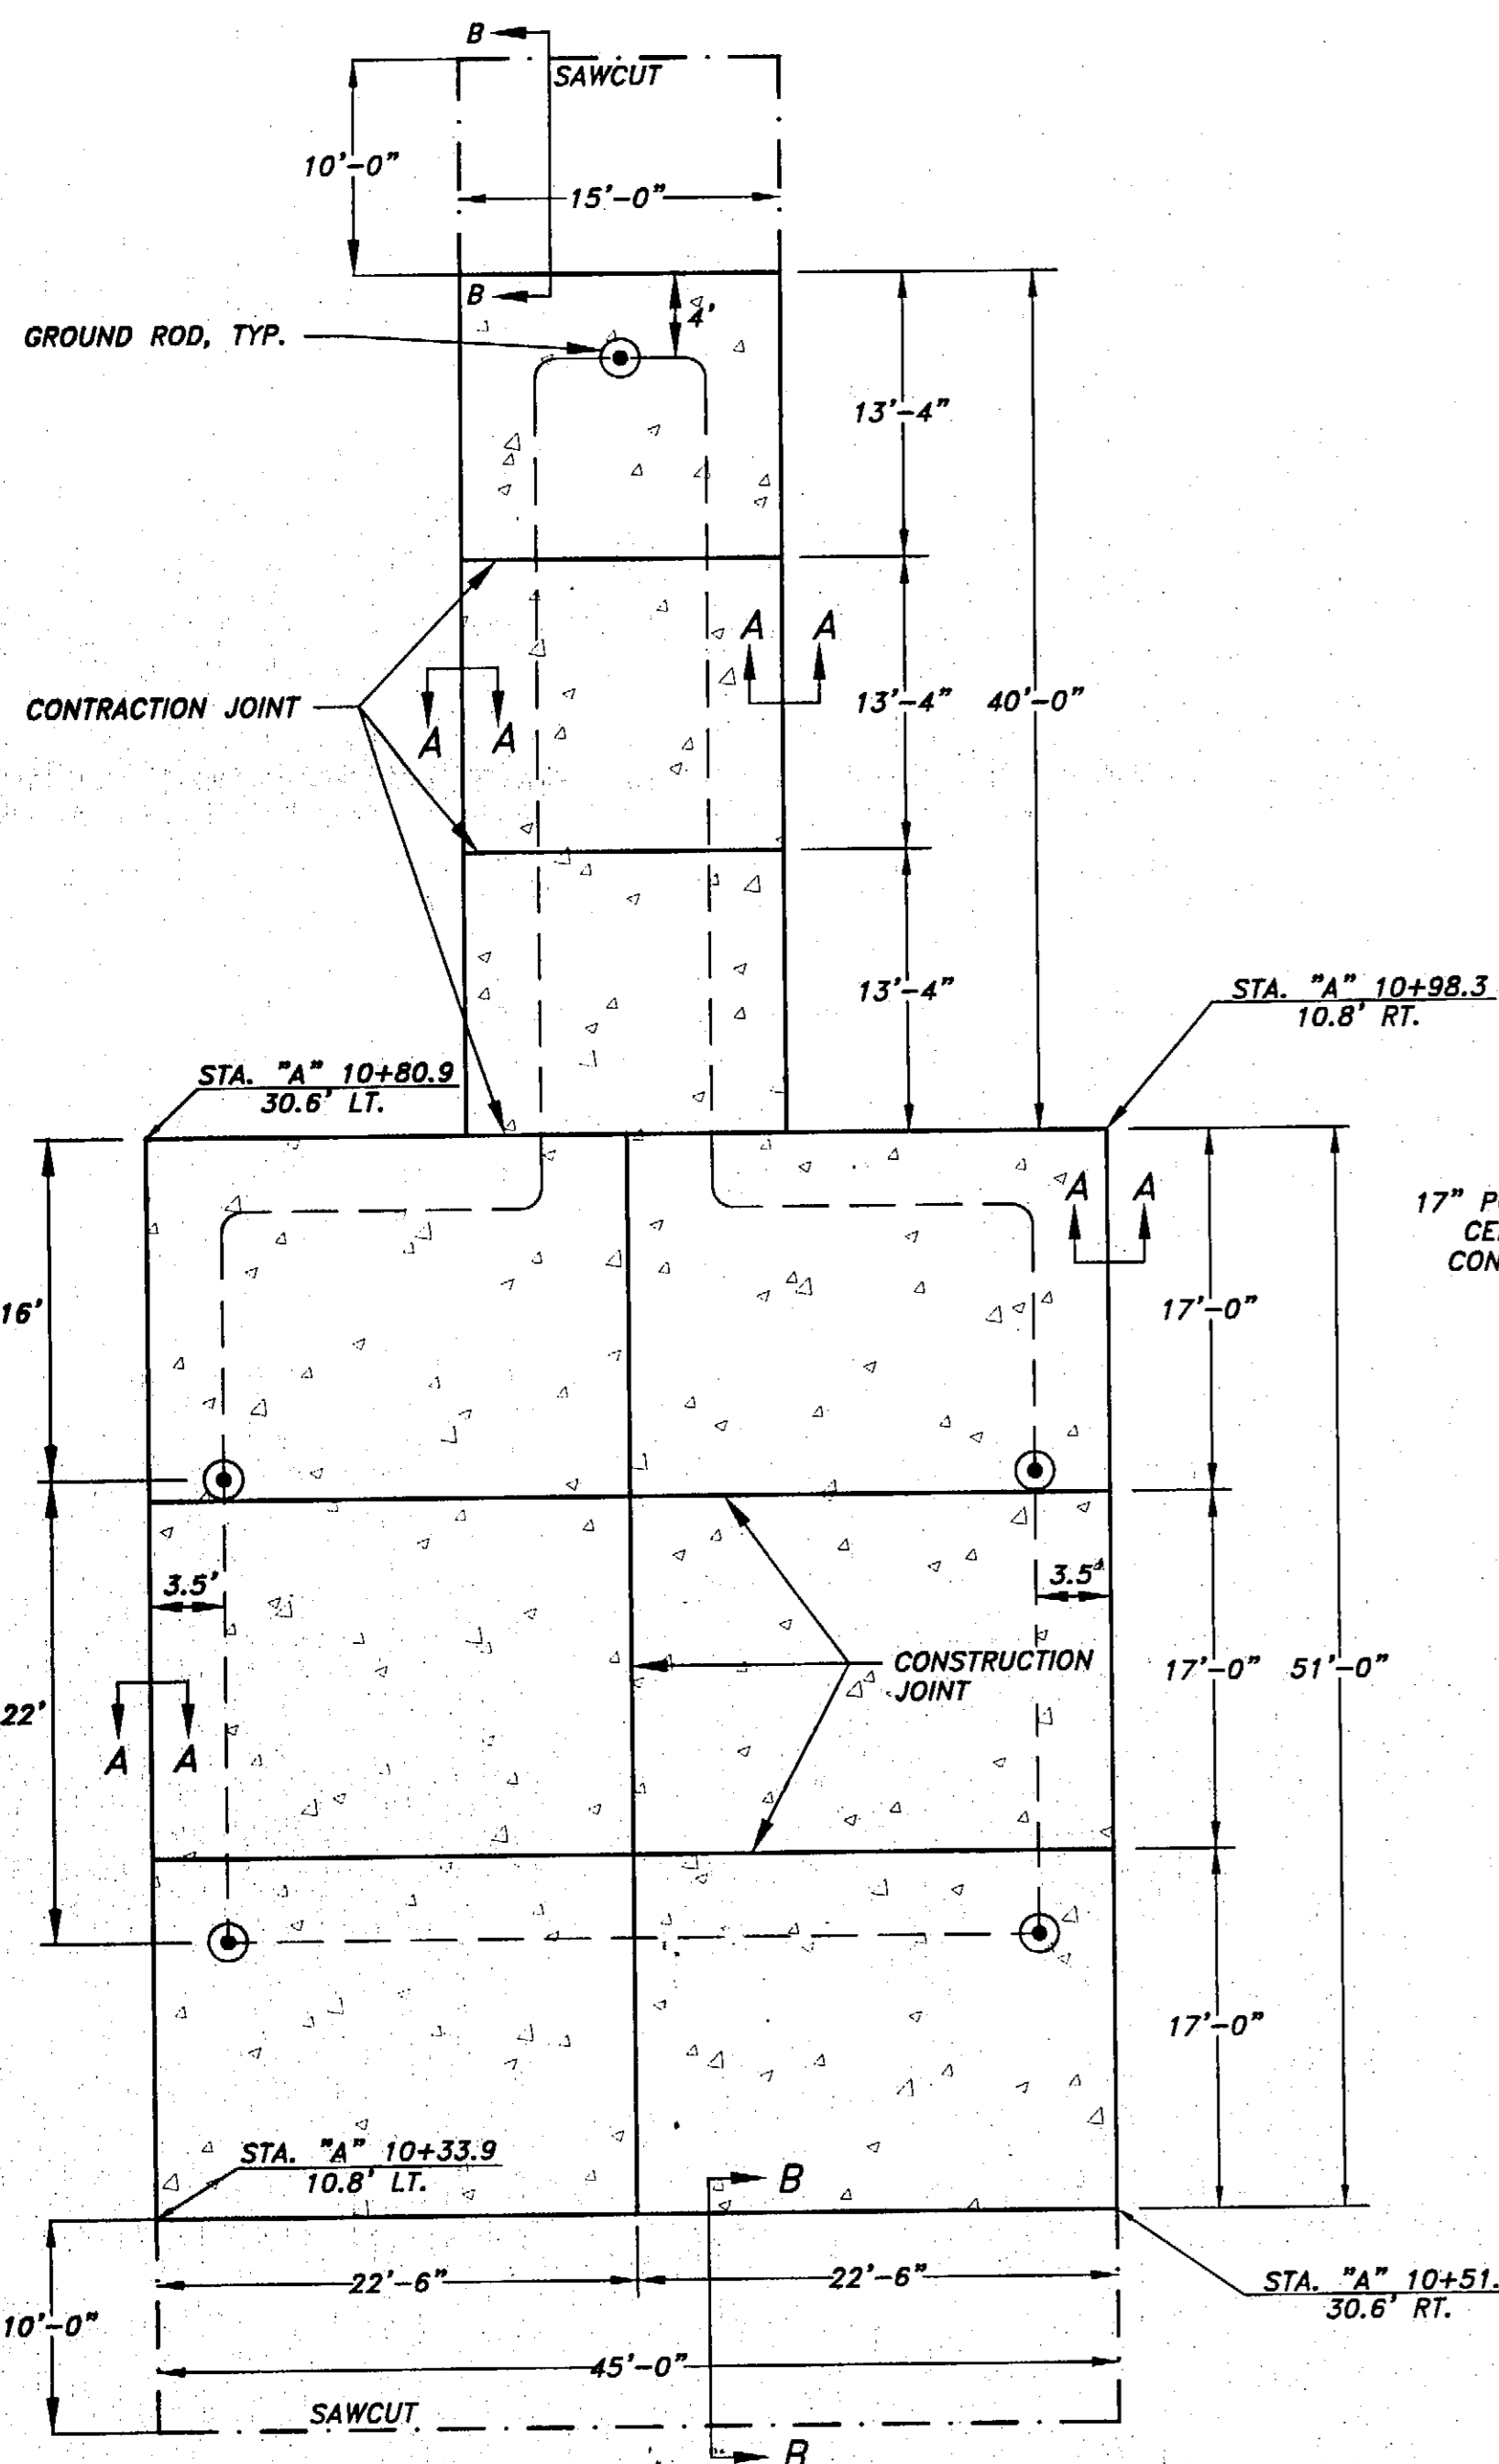 B
SAWCUT
10'-0"
15'-0"
B
4'
GROUND ROD, TYP.
13'-4"
A A
CONTRACTION JOINT
A A
13'-4" 40'-0"
13'-4"
STA. "A" 10+98.3
10.8' RT.
STA. "A" 10+80.9
30.6' LT.
A A
17"
16'
17'-0"
3.5'
3.5'
CONSTRUCTION
JOINT
17'-0" 51'-0"
22'
A A
17'-0"
STA. "A" 10+33.9
10.8' LT.
B
22'-6"
22'-6"
STA. "A" 10+51.
30.6' RT.
10'-0"
45'-0"
SAWCUT
B